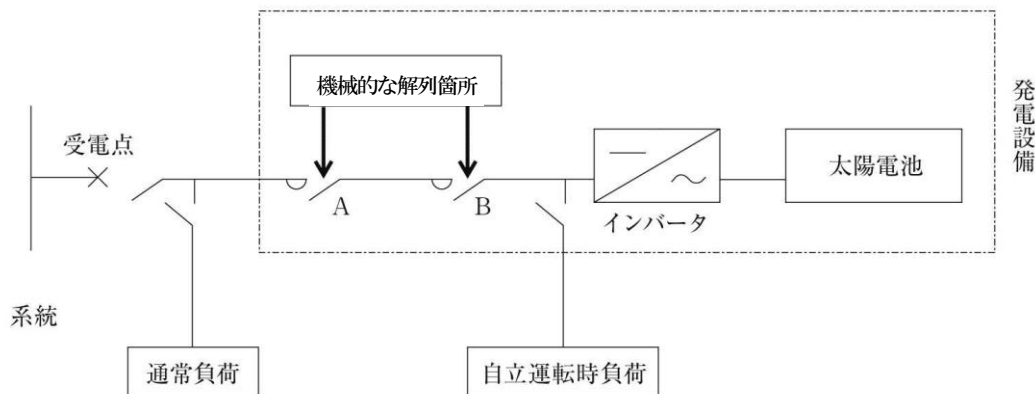 機械的な解列箇所
受電点
A
B
インバータ
太陽電池
発電設備
系統
通常負荷
自立運転時負荷